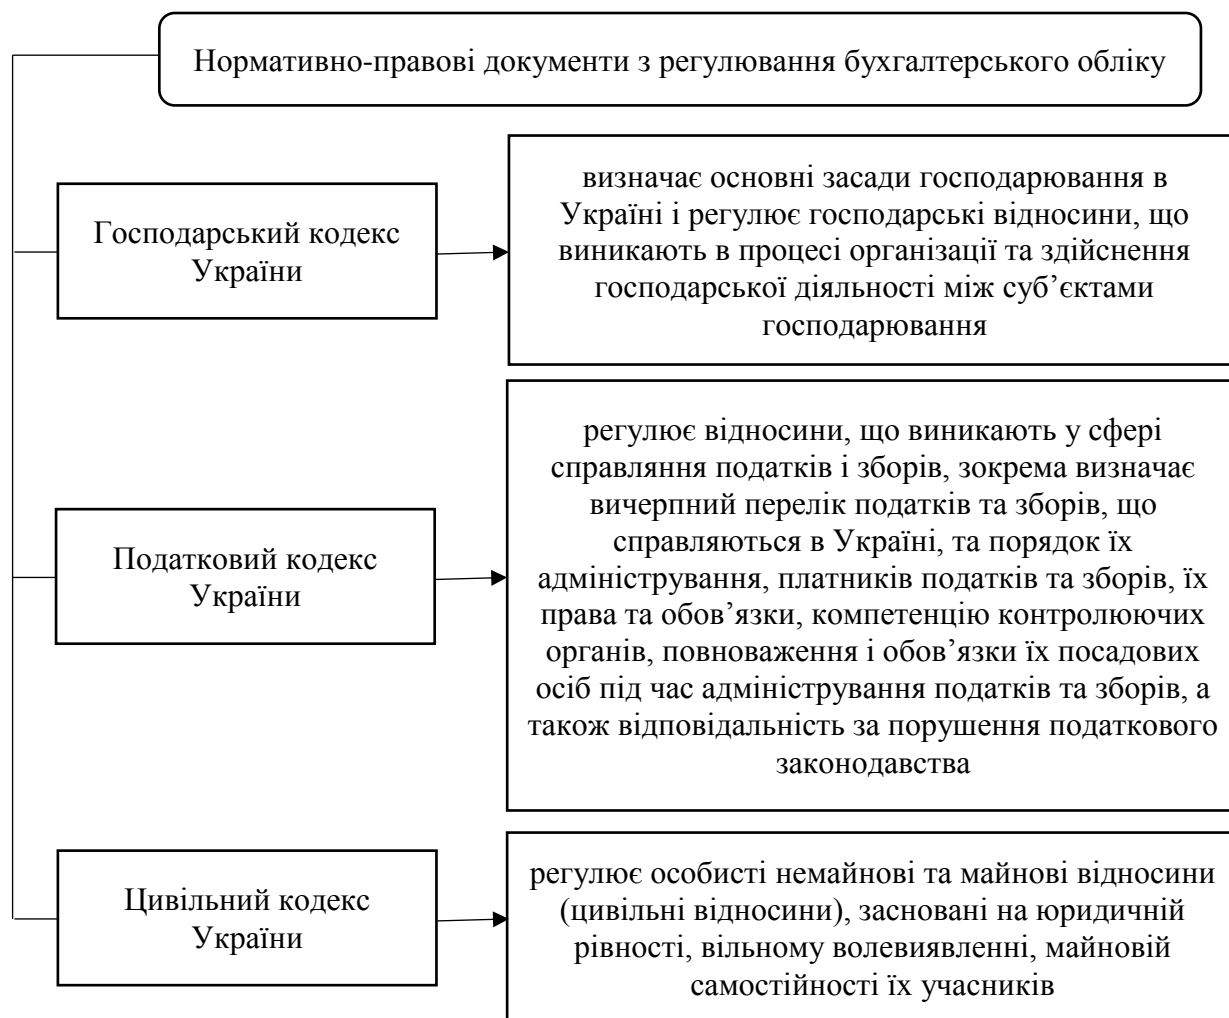 Нормативно-правові документи з регулювання бухгалтерського обліку
Господарський кодекс
України
визначає основні засади господарювання в
Україні і регулює господарські відносини, що
виникають в процесі організації та здійснення
господарської діяльності між суб’єктами
господарювання
Податковий кодекс
України
регулює відносини, що виникають у сфері
справляння податків і зборів, зокрема визначає
вичерпний перелік податків та зборів, що
справляються в Україні, та порядок їх
адміністрування, платників податків та зборів, їх
права та обов’язки, компетенцію контролюючих
органів, повноваження і обов’язки їх посадових
осіб під час адміністрування податків та зборів, а
також відповідальність за порушення податкового
законодавства
Цивільний кодекс
України
регулює особисті немайнові та майнові відносини
(цивільні відносини), засновані на юридичній
рівності, вільному волевиявленні, майновій
самостійності їх учасників